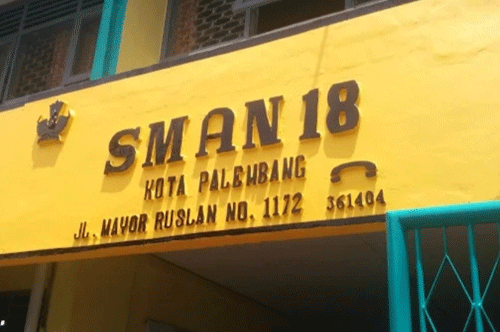 SMAN 18
KOTA PALEMBANG
JL. MAYOR RUSLAN NO. 1172 361404